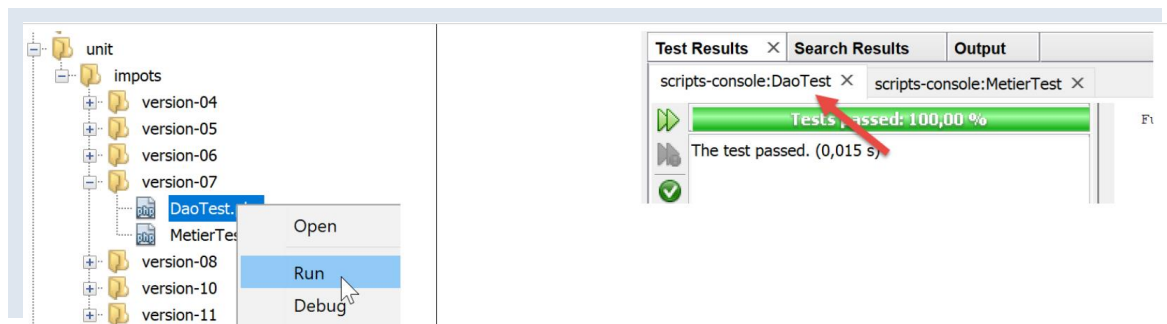 unit
impots
version-04
version-05
version-06
version-07
DaoTest.
MetierTes
version-08
version-10
version-11
Open
Run
Debug
Test Results Search Results Output
scripts-console:DaoTest scripts-console:MetierTest
Tests passed: 100,00 %
The test passed. (0,015 s)